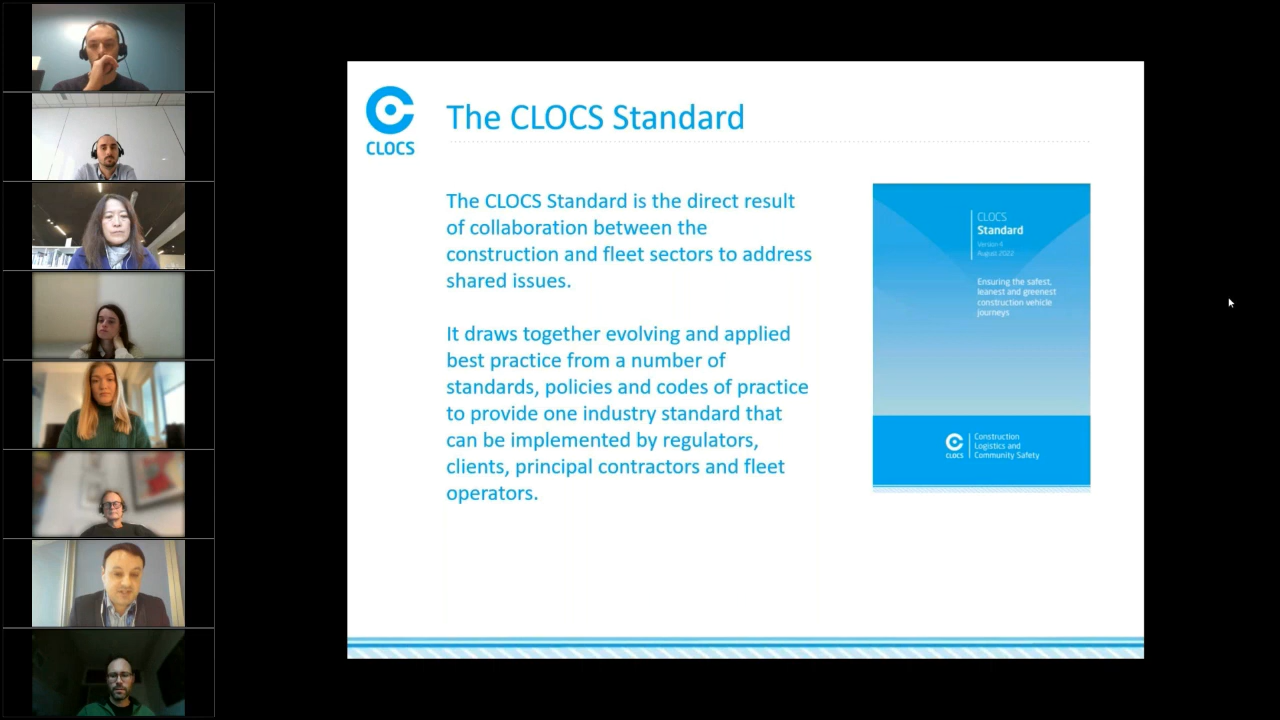 CLOCS
The CLOCS Standard
The CLOCS Standard is the direct result
of collaboration between the
construction and fleet sectors to address
shared issues.
It draws together evolving and applied
best practice from a number of
standards, policies and codes of practice
to provide one industry standard that
can be implemented by regulators,
clients, principal contractors and fleet
operators.
CLOCS
Standard
Version 4
August 2022
Ensuring the safest,
leanest and greenest
construction vehicle
journeys
CLOCS
Construction
Logistics and
Community Safety